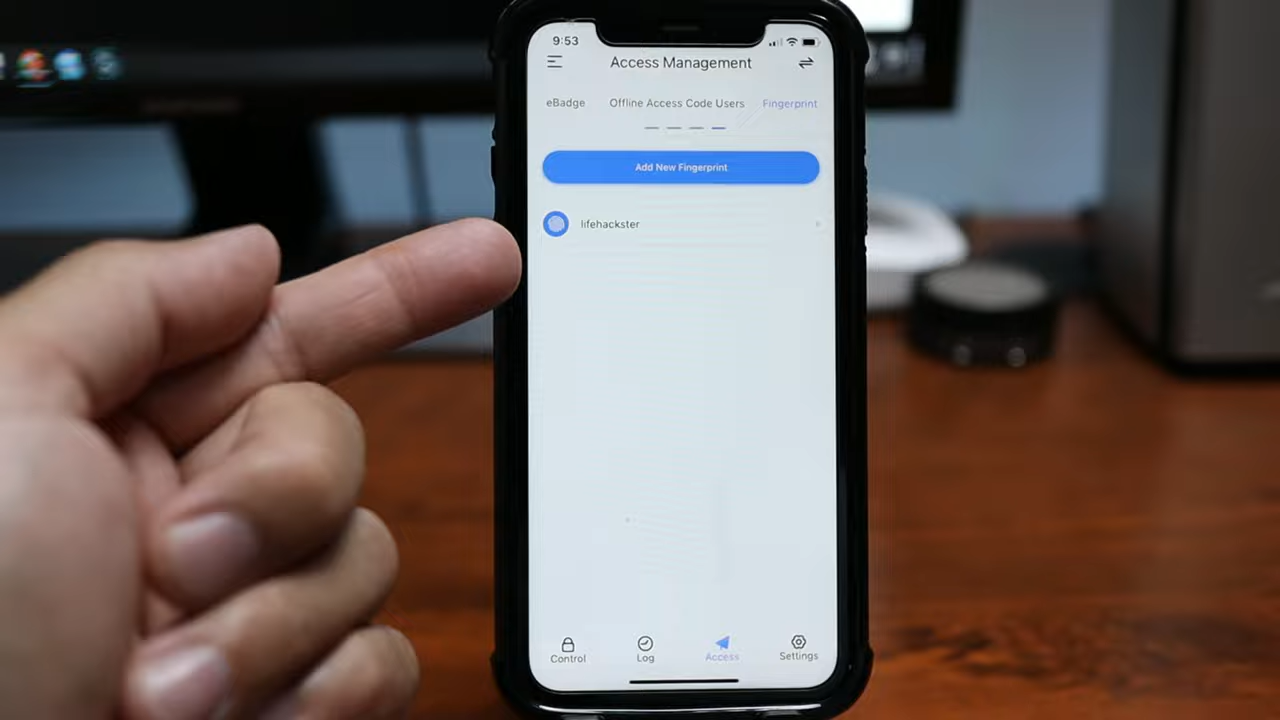 9:53
Access Management
eBadge Offline Access Code Users Fingerprint
Add New Fingerprint
lifehackster
Control Log Access Settings